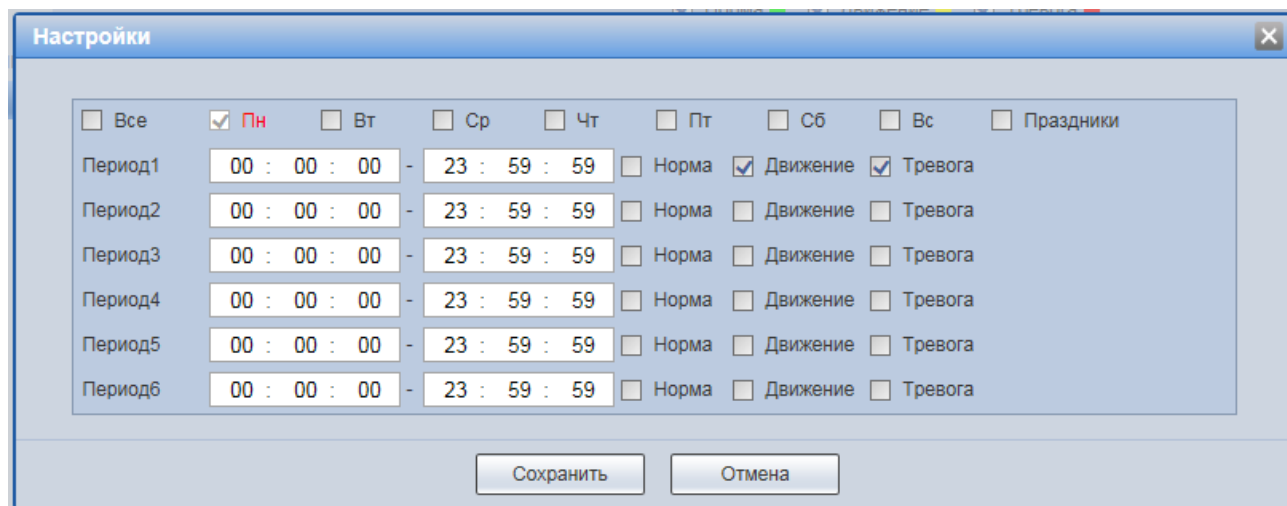 Норма Движение Тревога
Настройки
Все Пн Вт Ср Чт Пт Сб Вс Праздники
Период1 00 : 00 : 00 - 23 : 59 : 59 Норма Движение Тревога
Период2 00 : 00 : 00 - 23 : 59 : 59 Норма Движение Тревога
Период3 00 : 00 : 00 - 23 : 59 : 59 Норма Движение Тревога
Период4 00 : 00 : 00 - 23 : 59 : 59 Норма Движение Тревога
Период5 00 : 00 : 00 - 23 : 59 : 59 Норма Движение Тревога
Период6 00 : 00 : 00 - 23 : 59 : 59 Норма Движение Тревога
Сохранить Отмена